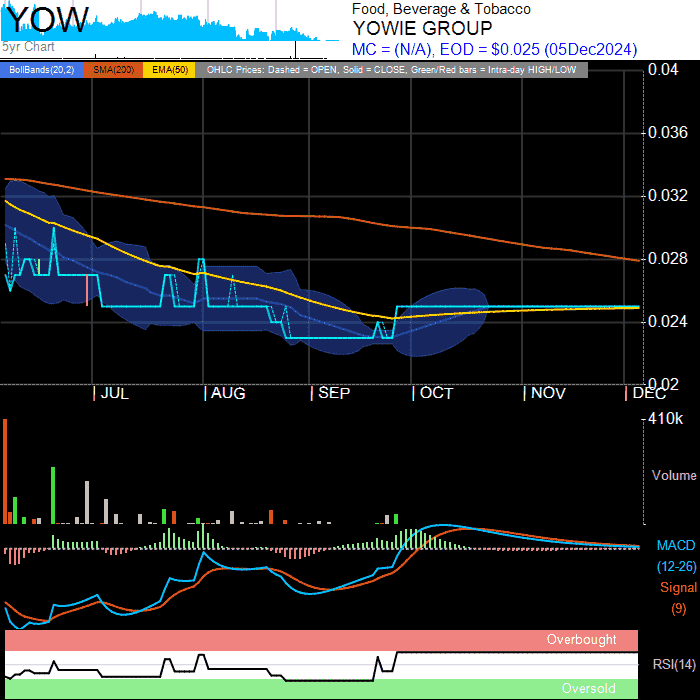 YOW
5yr Chart
Food, Beverage & Tobacco
YOWIE GROUP
MC = (N/A), EOD = $0.025 (05Dec2024)
BollBands(20,2) SMA(200) EMA(50) OHLC Prices: Dashed = OPEN, Solid = CLOSE, Green/Red bars = Intra-day HIGH/LOW
0.04
0.036
0.032
0.028
0.024
0.02
JUL AUG SEP OCT NOV DEC
410k
Volume
MACD
(12-26)
Signal
(9)
Overbought
RSI(14)
Oversold